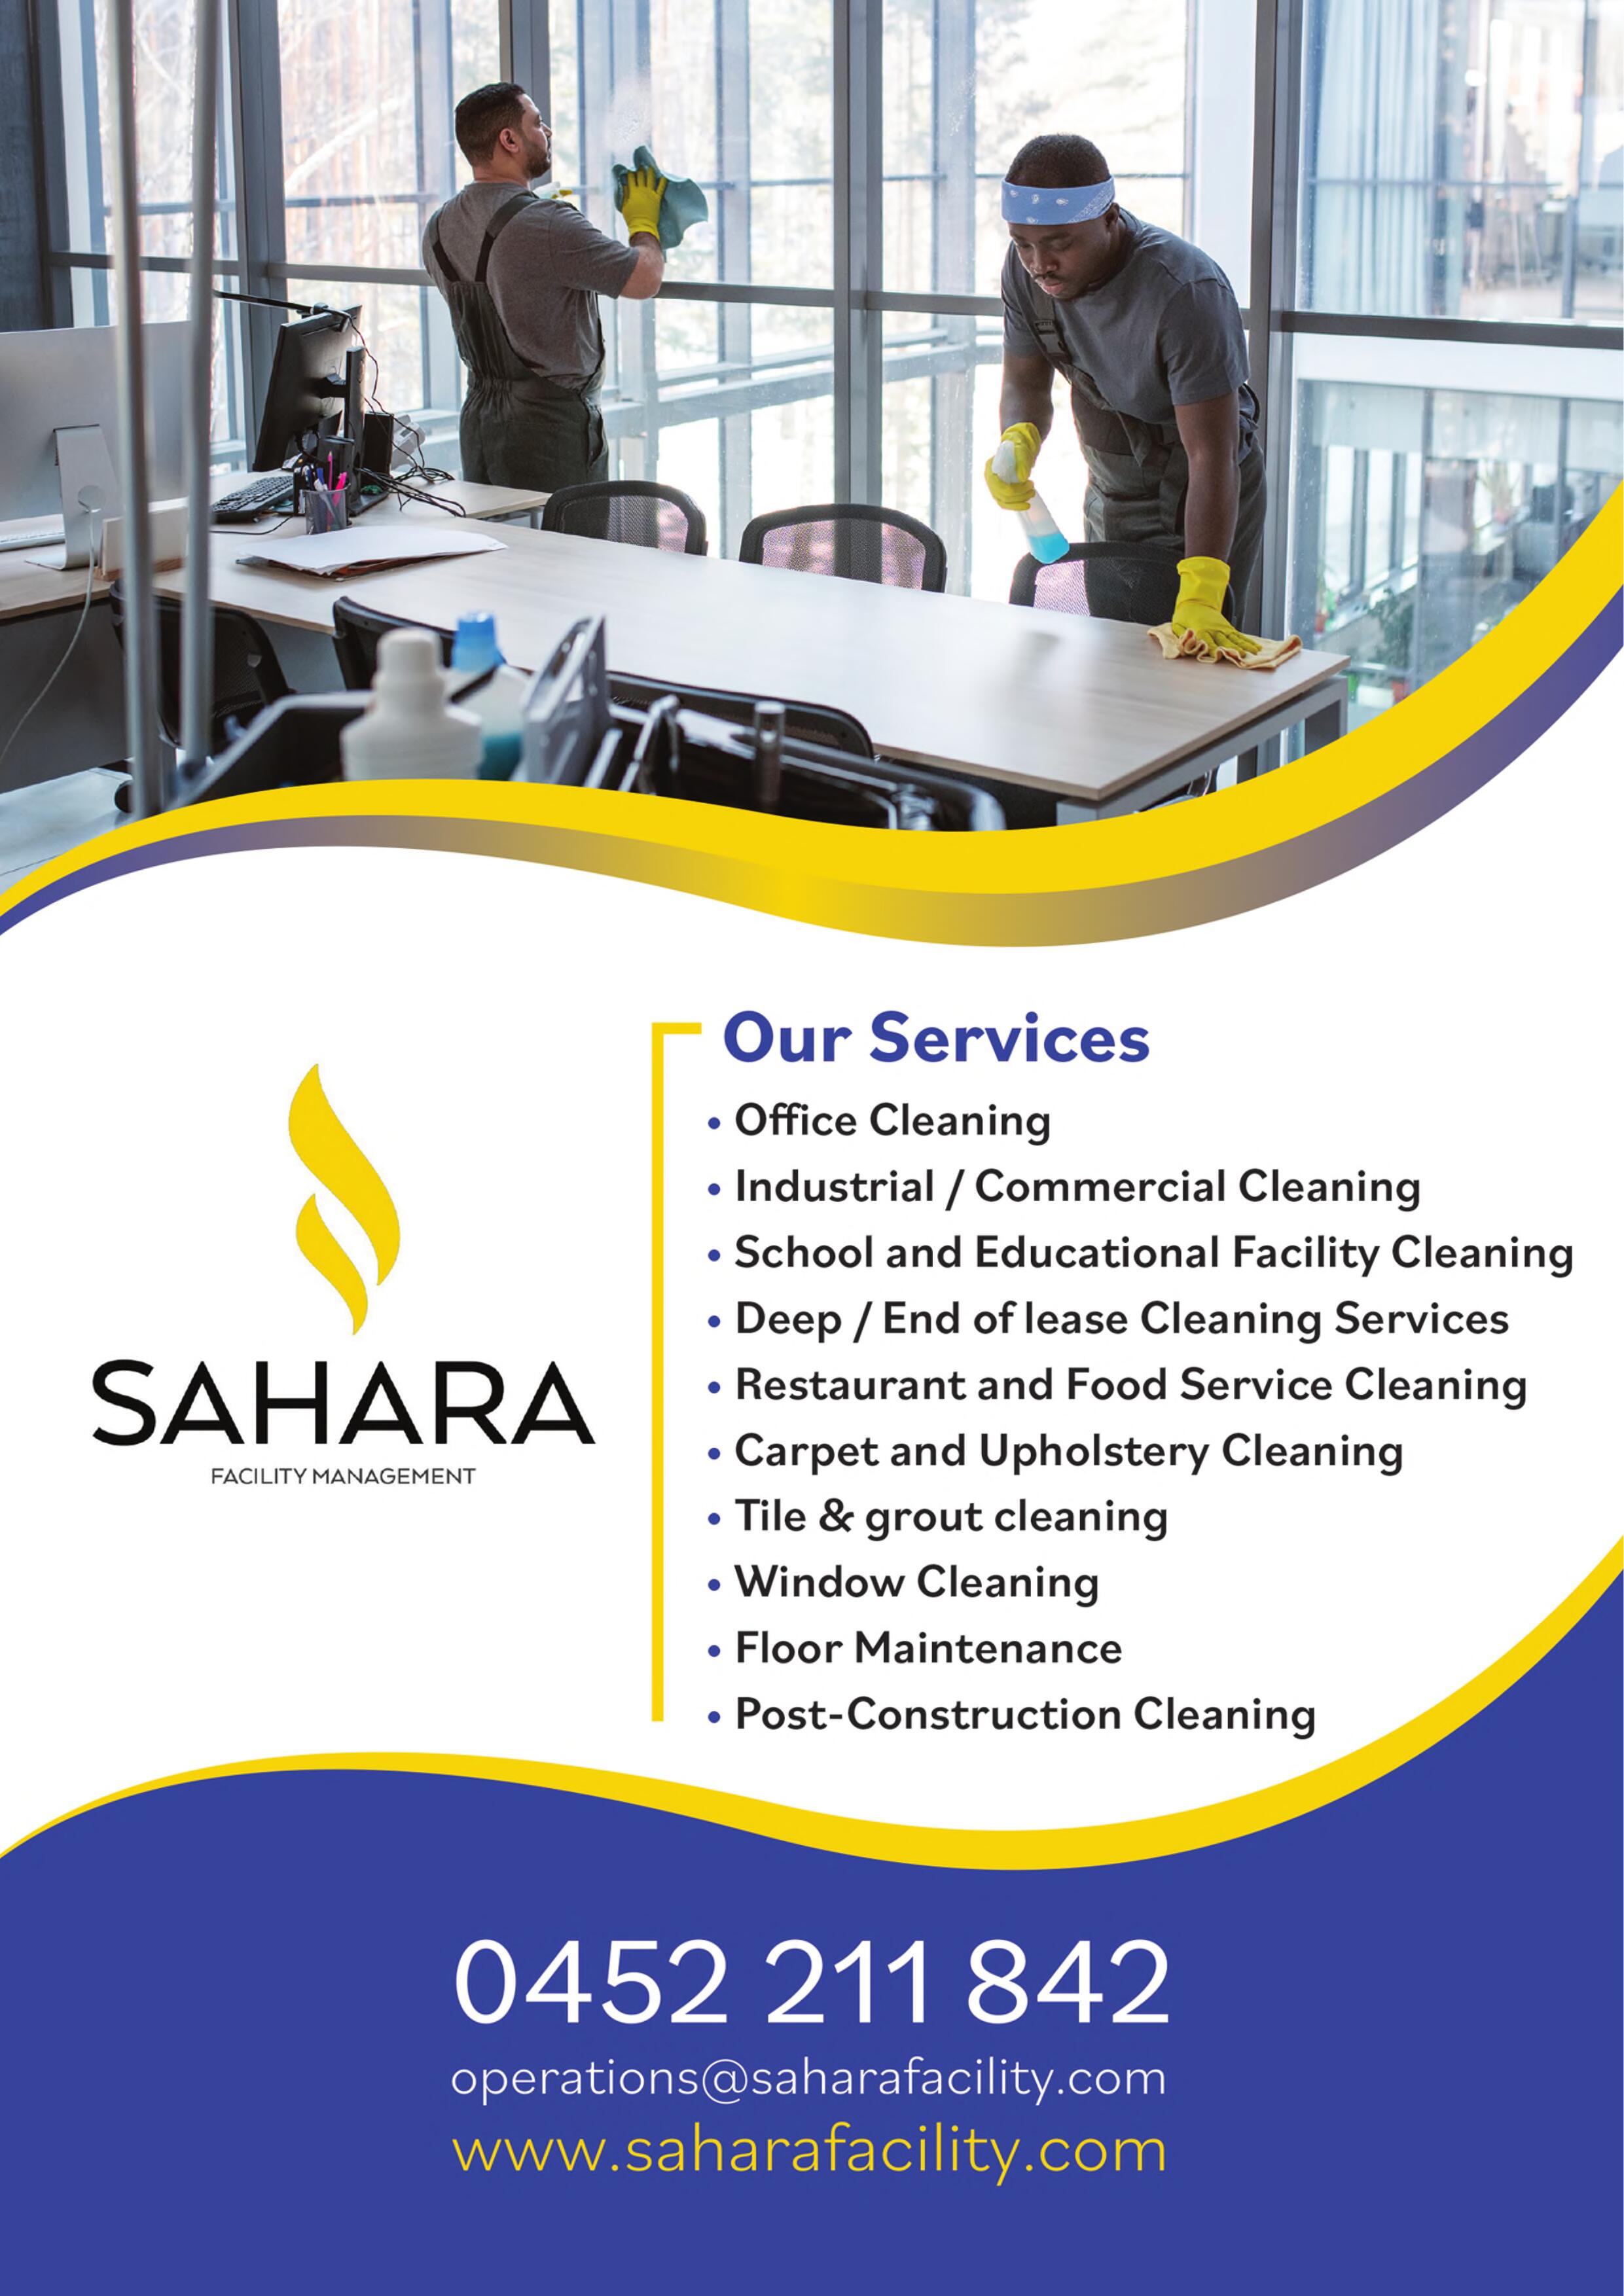 Our Services
• Office Cleaning
• Industrial / Commercial Cleaning
• School and Educational Facility Cleaning
• Deep / End of lease Cleaning Services
• Restaurant and Food Service Cleaning
• Carpet and Upholstery Cleaning
• Tile & grout cleaning
• Window Cleaning
• Floor Maintenance
• Post-Construction Cleaning
SAHARA
FACILITY MANAGEMENT
0452 211 842
operations@saharafacility.com
www.saharafacility.com